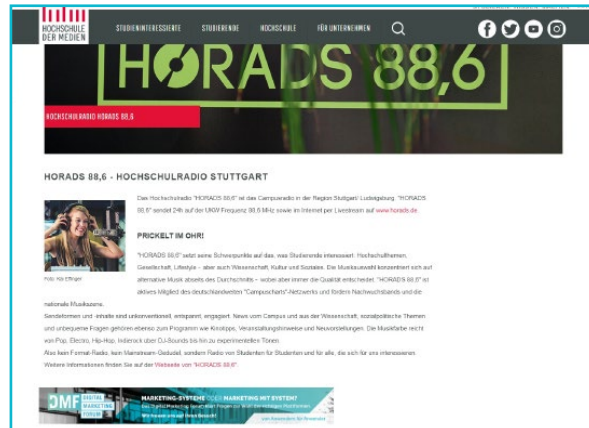 HOCHSCHULE
DER MEDIEN
STUDIENINTERESSIERTE STUDIERENDE HOCHSCHULE FÜR UNTERNEHMEN
HORADS 88,6
HOCHSCHULRADIO HORADS 88,6
HORADS 88,6 - HOCHSCHULRADIO STUTTGART
Das Hochschulradio "HORADS 88,6" ist das Campusradio in der Region Stuttgart/ Ludwigsburg. "HORADS
88,6" sendet 24h auf der UKW Frequenz 88,6 MHz sowie im Internet per Livestream auf www.horads.de.
PRICKELT IM OHR!
"HORADS 88,6" setzt seine Schwerpunkte auf das, was Studierende interessiert: Hochschulthemen,
Gesellschaft, Lifestyle - aber auch Wissenschaft, Kultur und Soziales. Die Musikauswahl konzentriert sich auf
alternative Musik abseits des Durchschnitts – wobei aber immer die Qualität entscheidet. "HORADS 88,6" ist
Foto: Kai Effinger
aktives Mitglied des deutschlandweiten "Campuscharts"-Netzwerks und fördern Nachwuchsbands und die
nationale Musikszene.
Sendeformen und -inhalte sind unkonventionell, entspannt, engagiert. News vom Campus und aus der Wissenschaft, sozialpolitische Themen
und unbequeme Fragen gehören ebenso zum Programm wie Kinotipps, Veranstaltungshinweise und Neuvorstellungen. Die Musikfarbe reicht
von Pop, Electro, Hip-Hop, Indierock über DJ-Sounds bis hin zu experimentellen Tönen.
Also kein Format-Radio, kein Mainstream-Gedudel, sondern Radio von Studenten für Studenten und für alle, die sich für uns interessieren.
Weitere Informationen finden Sie auf der Webseite von "HORADS 88,6".
DMF DIGITAL
MARKETING
FORUM
MARKETING-SYSTEME ODER MARKETING MIT SYSTEM?